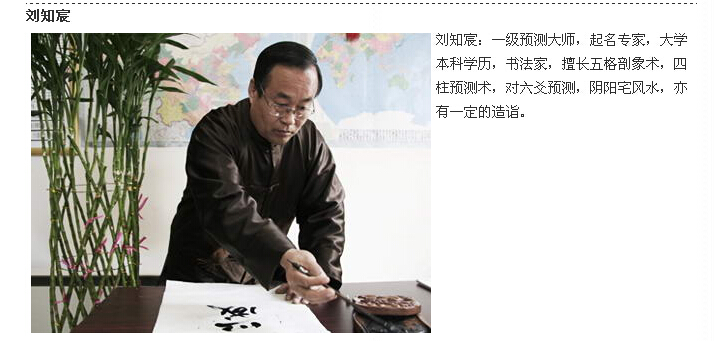 刘知宸
刘知宸：一级预测大师，起名专家，大学
本科学历，书法家，擅长五格剖象术，四
柱预测术，对六爻预测，阴阳宅风水，亦
有一定的造诣。